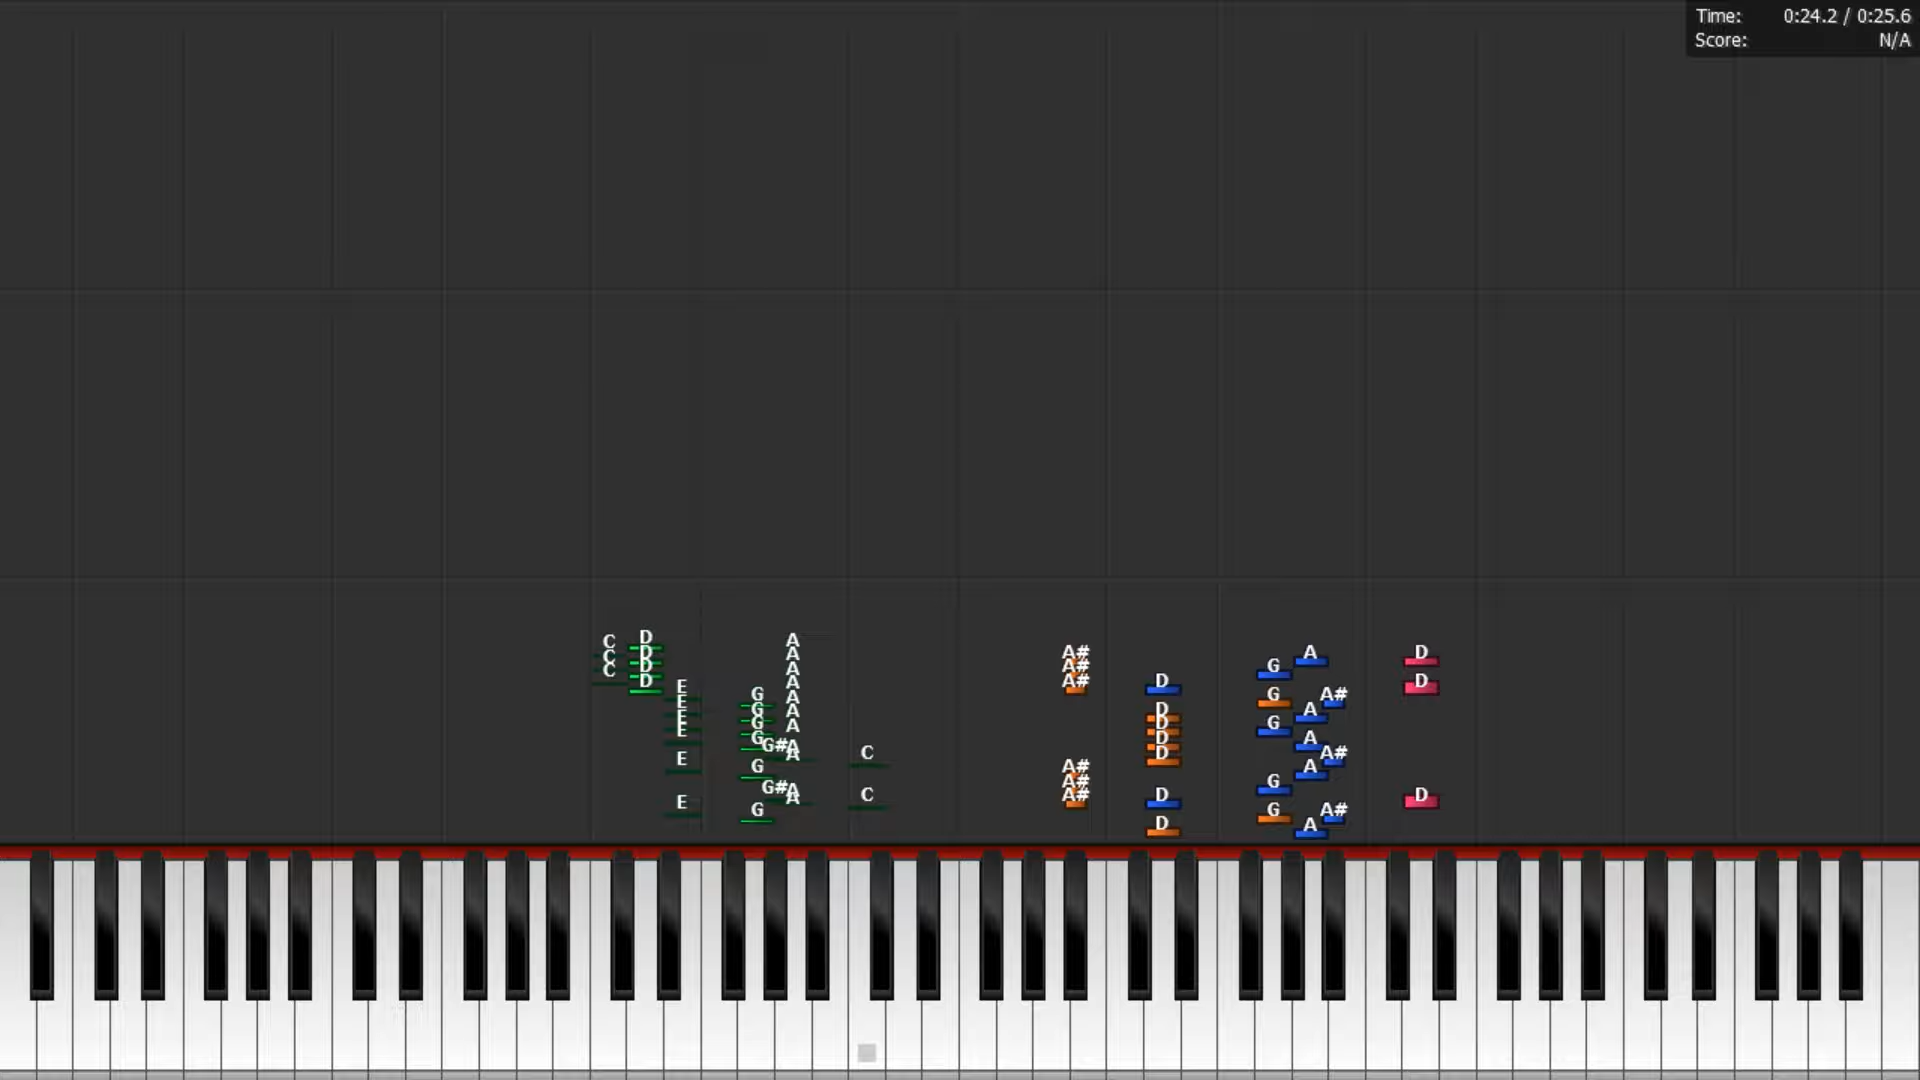 Time: 0:24.2 / 0:25.6
Score: N/A
D
C D A
C D A A# A# G A D
C D A A# D D
E A
E G A D G A A# 
E G A D G
E G A D A
G# A C D A A#
E G A# D G A
G# A C A# A# D G D
E G D G A# A